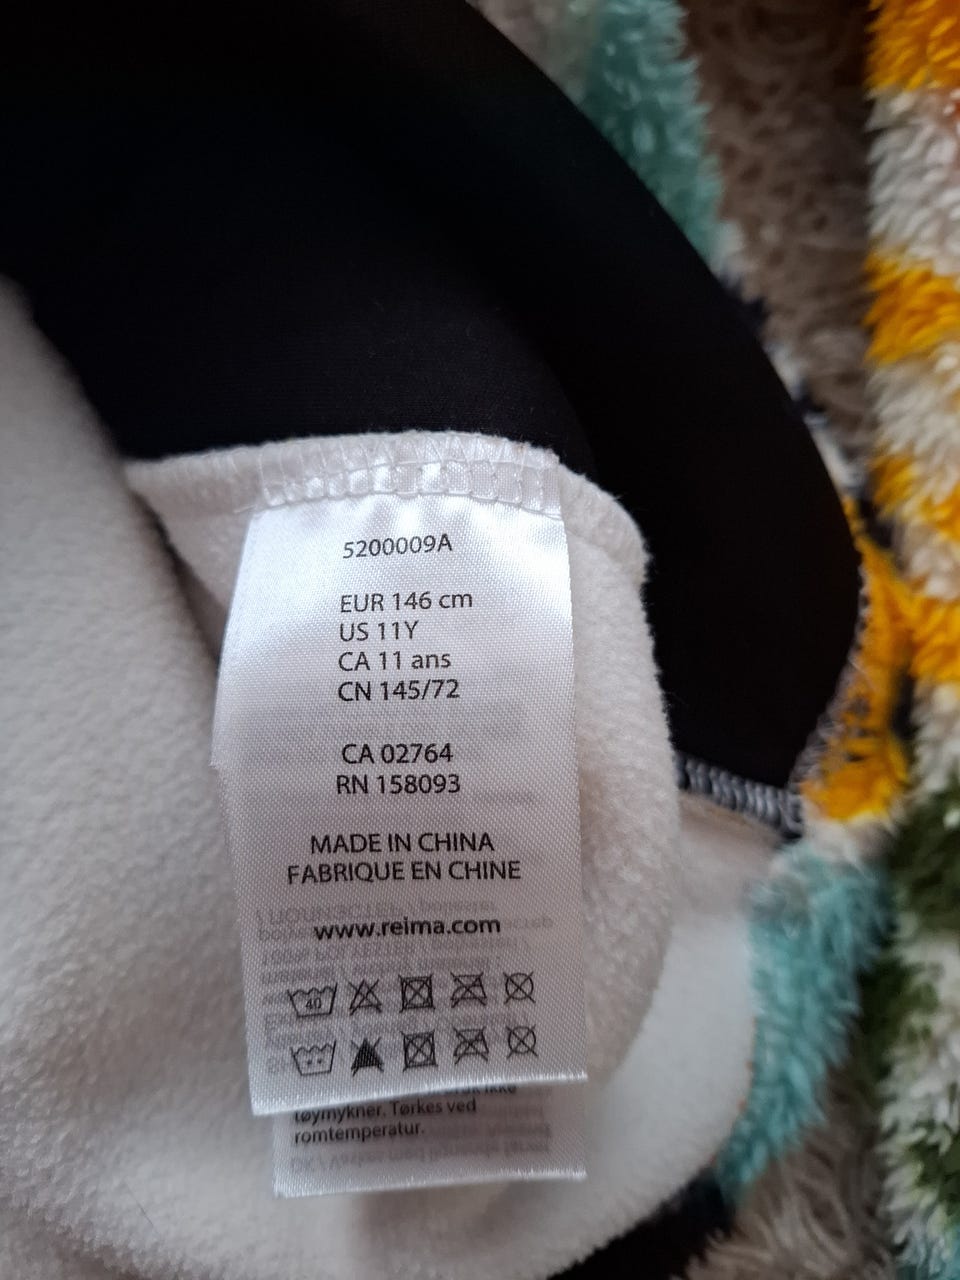 5200009A
EUR 146 cm
US 11Y
CA 11 ans
CN 145/72
CA 02764
RN 158093
MADE IN CHINA
FABRIQUE EN CHINE
www.reima.com
40
ikke
tøymykner. Tørkes ved
romtemperatur.